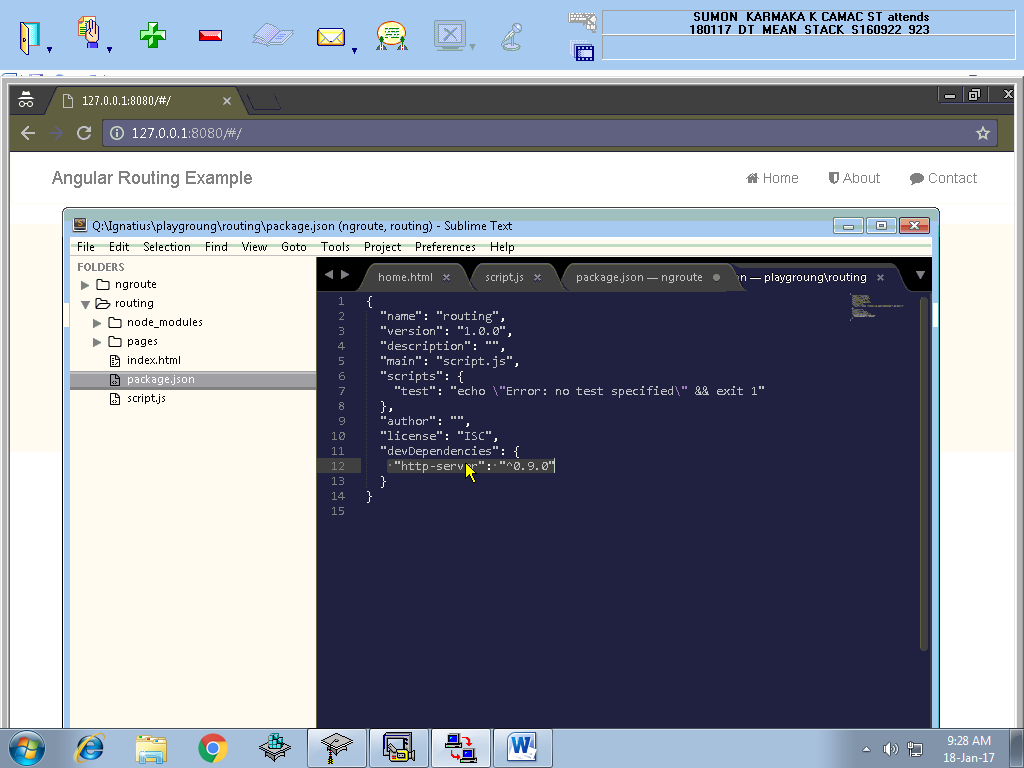 SUMON KARMAKA K CAMAC ST attends
180117 DT MEAN STACK S160922 923
127.0.0.1:8080/#/
127.0.0.1:8080/#/
Angular Routing Example
Home
About
Contact
Q:\Ignatius\playgroung\routing\package.json (ngroute, routing) - Sublime Text
File Edit Selection Find View Goto Tools Project Preferences Help
FOLDERS
ngroute
routing
node_modules
pages
index.html
package.json
script.js
home.html
script.js
package.json — ngroute
n — playgroung\routing
1 {
2 "name": "routing",
3 "version": "1.0.0",
4 "description": "",
5 "main": "script.js",
6 "scripts": {
7 "test": "echo \"Error: no test specified\" && exit 1"
8 },
9 "author": "",
10 "license": "ISC",
11 "devDependencies": {
12 "http-server": "^0.9.0"
13 }
14 }
15
9:28 AM
18-Jan-17